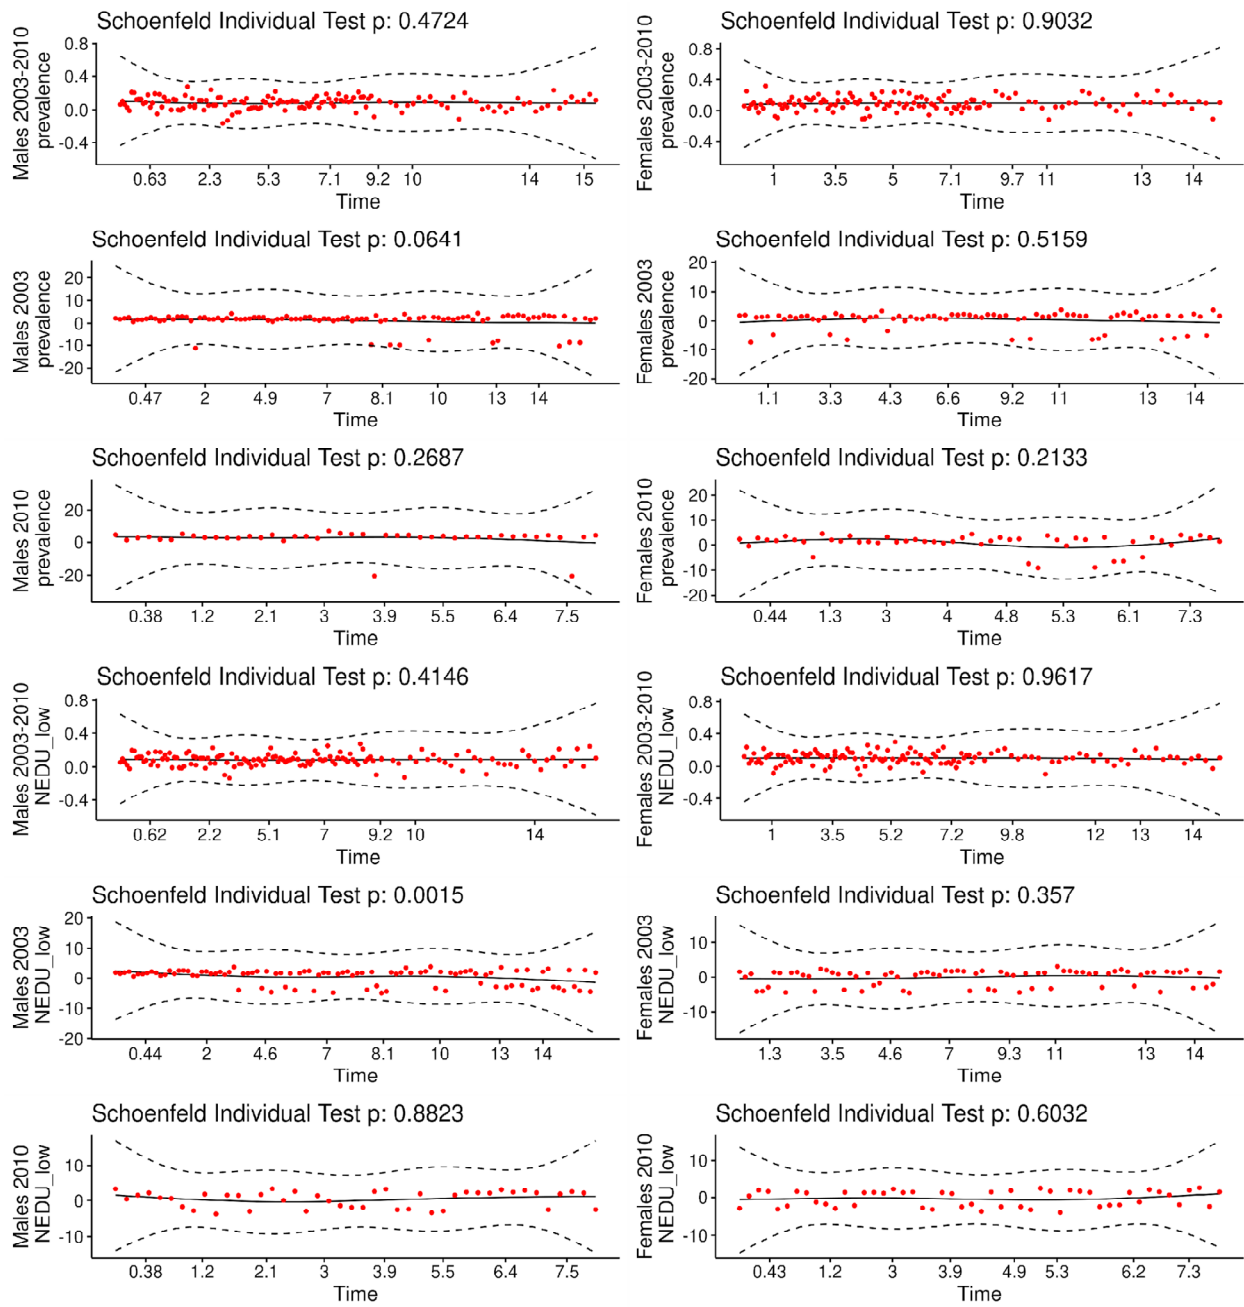 Schoenfeld Individual Test p: 0.4724
Males 2003-2010
prevalence
0.8
0.4
0.0
-0.4
0.63 2.3 5.3 7.1 9.2 10 14 15
Time
Schoenfeld Individual Test p: 0.9032
Females 2003-2010
prevalence
0.8
0.4
0.0
-0.4
1 3.5 5 7.1 9.7 11 13 14
Time
Schoenfeld Individual Test p: 0.0641
Males 2003
prevalence
20
10
0
-10
-20
0.47 2 4.9 7 8.1 10 13 14
Time
Schoenfeld Individual Test p: 0.5159
Females 2003
prevalence
20
10
0
-10
-20
1.1 3.3 4.3 6.6 9.2 11 13 14
Time
Schoenfeld Individual Test p: 0.2687
Males 2010
prevalence
20
0
-20
0.38 1.2 2.1 3 3.9 5.5 6.4 7.5
Time
Schoenfeld Individual Test p: 0.2133
Females 2010
prevalence
20
10
0
-10
-20
0.44 1.3 3 4 4.8 5.3 6.1 7.3
Time
Schoenfeld Individual Test p: 0.4146
Males 2003-2010
NEDU_low
0.8
0.4
0.0
-0.4
0.62 2.2 5.1 7 9.2 10 14
Time
Schoenfeld Individual Test p: 0.9617
Females 2003-2010
NEDU_low
0.8
0.4
0.0
-0.4
1 3.5 5.2 7.2 9.8 12 13 14
Time
Schoenfeld Individual Test p: 0.0015
Males 2003
NEDU_low
20
10
0
-10
-20
0.44 2 4.6 7 8.1 10 13 14
Time
Schoenfeld Individual Test p: 0.357
Females 2003
NEDU_low
10
0
-10
1.3 3.5 4.6 7 9.3 11 13 14
Time
Schoenfeld Individual Test p: 0.8823
Males 2010
NEDU_low
10
0
-10
0.38 1.2 2.1 3 3.9 5.5 6.4 7.5
Time
Schoenfeld Individual Test p: 0.6032
Females 2010
NEDU_low
10
0
-10
0.43 1.2 3 3.9 4.9 5.3 6.2 7.3
Time